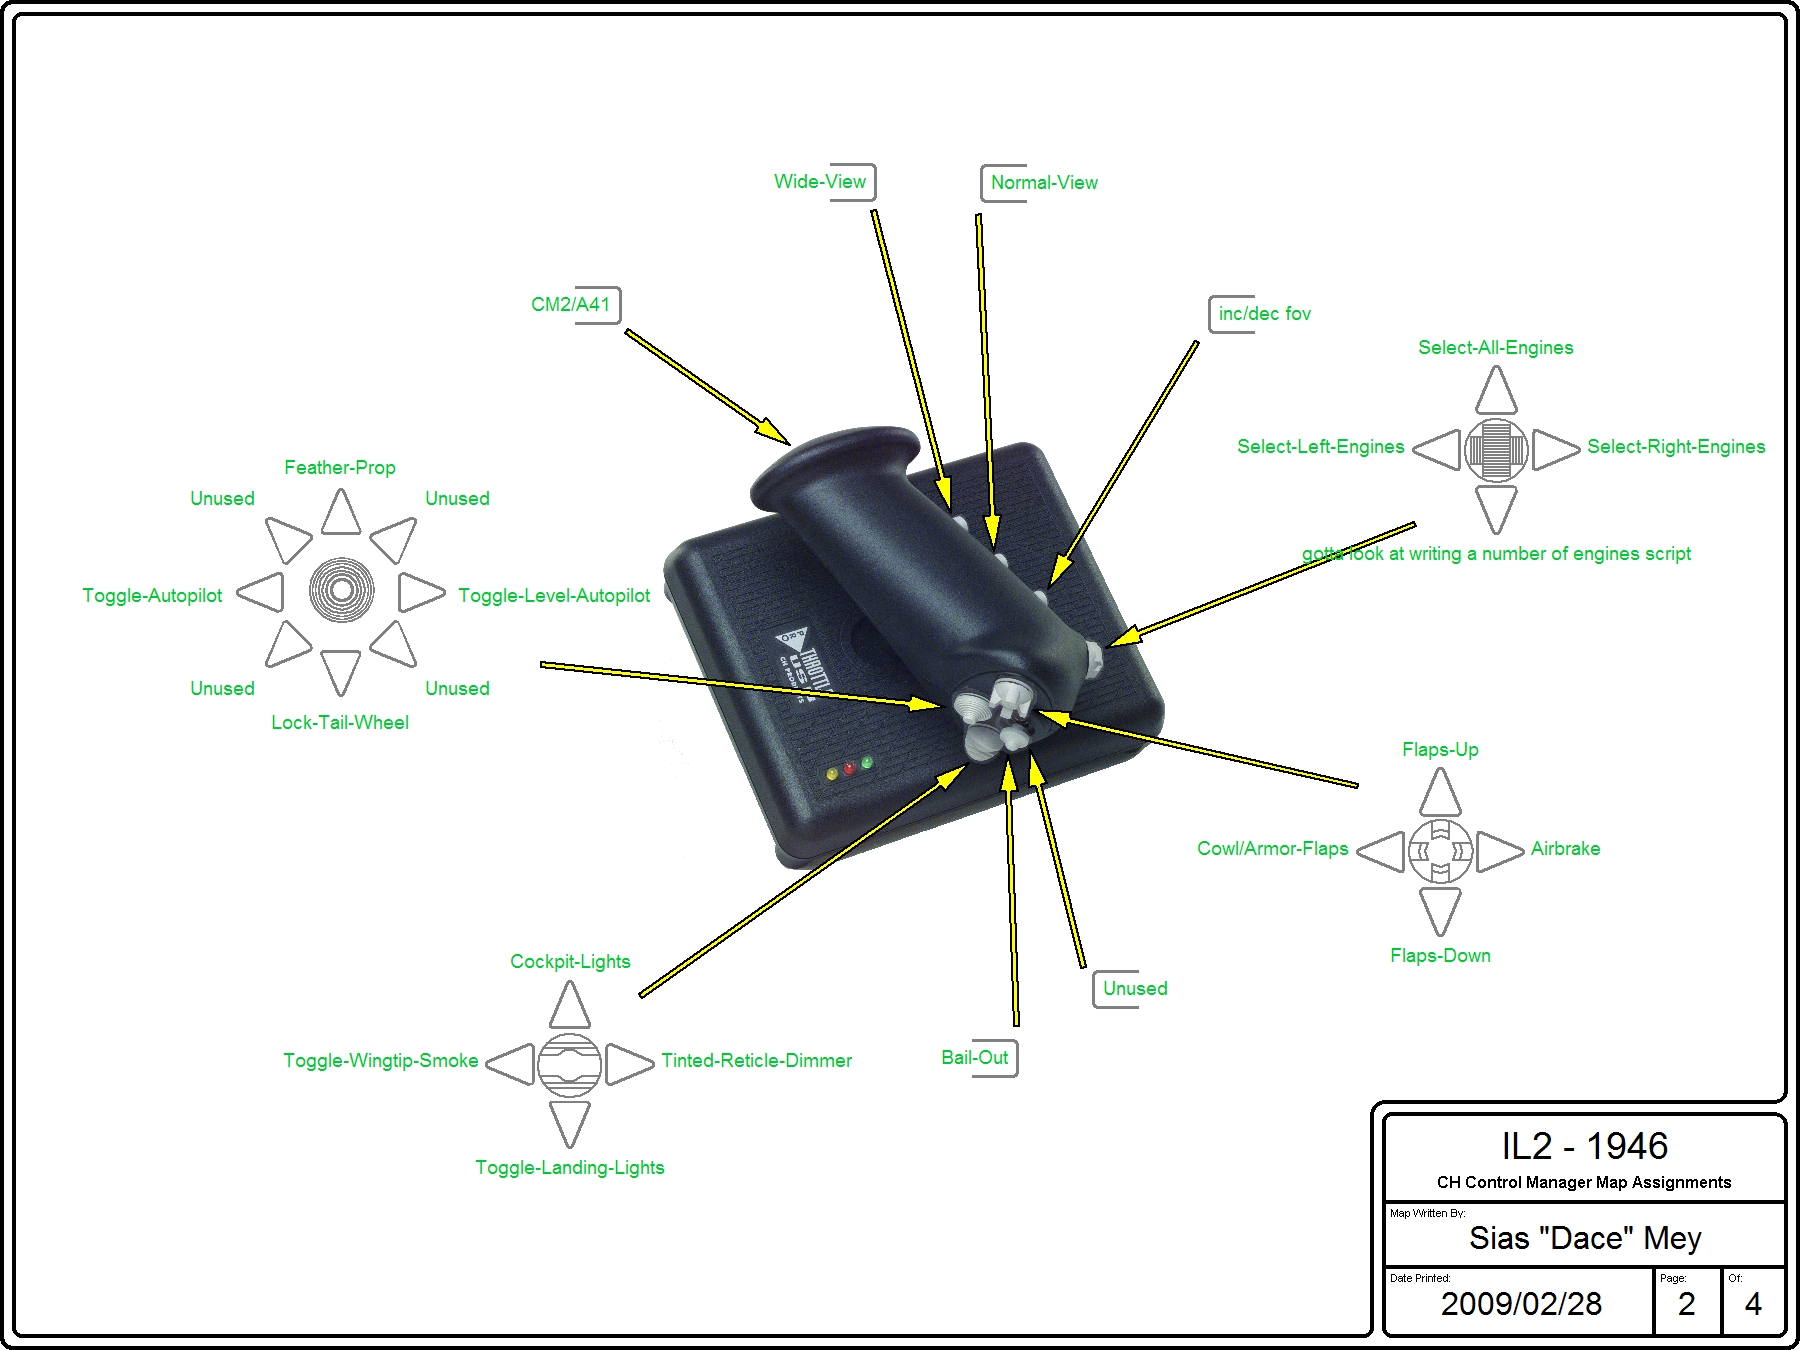 Wide-View
Normal-View
CM2/A41
inc/dec fov
Select-All-Engines
Select-Left-Engines
Select-Right-Engines
gotta look at writing a number of engines script
Feather-Prop
Unused
Unused
Toggle-Autopilot
Toggle-Level-Autopilot
Unused
Unused
Lock-Tail-Wheel
PRO
THROTTLE
USB
CH PRODUCTS
Flaps-Up
Cowl/Armor-Flaps
Airbrake
Flaps-Down
Cockpit-Lights
Toggle-Wingtip-Smoke
Tinted-Reticle-Dimmer
Toggle-Landing-Lights
Unused
Bail-Out
IL2 - 1946
CH Control Manager Map Assignments
Map Written By:
Sias "Dace" Mey
Date Printed:
2009/02/28
Page:
2
Of:
4